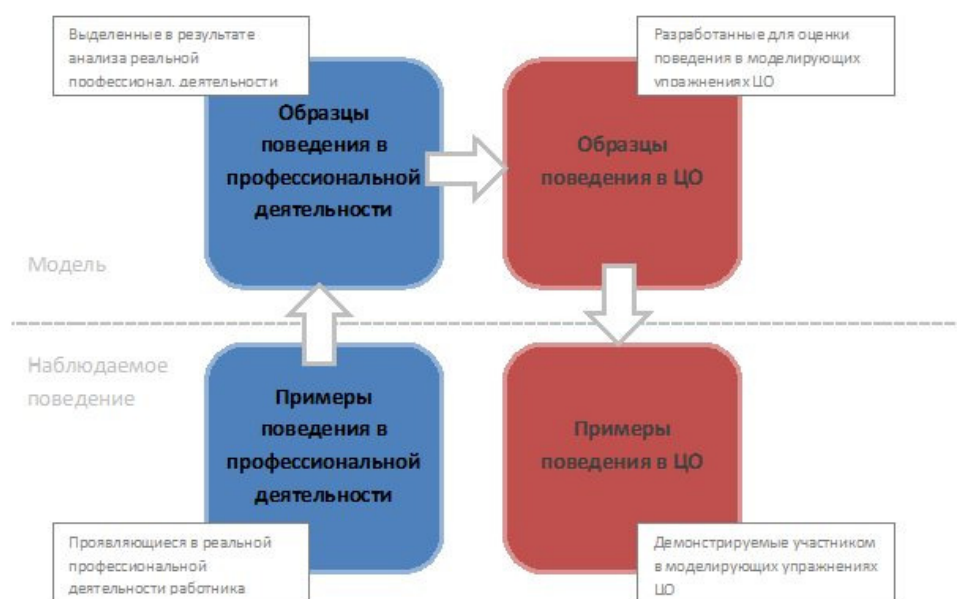 Выделенные в результате
анализа реальной
профессионал. деятельности
Разработанные для оценки
поведения в моделирующих
упражнениях ЦО
Образцы
поведения в
профессиональной
деятельности
Образцы
поведения в ЦО
Модель
Наблюдаемое
поведение
Примеры
поведения в
профессиональной
деятельности
Примеры
поведения в ЦО
Проявляющиеся в реальной
профессиональной
деятельности работника
Демонстрируемые участником
в моделирующих упражнениях
ЦО